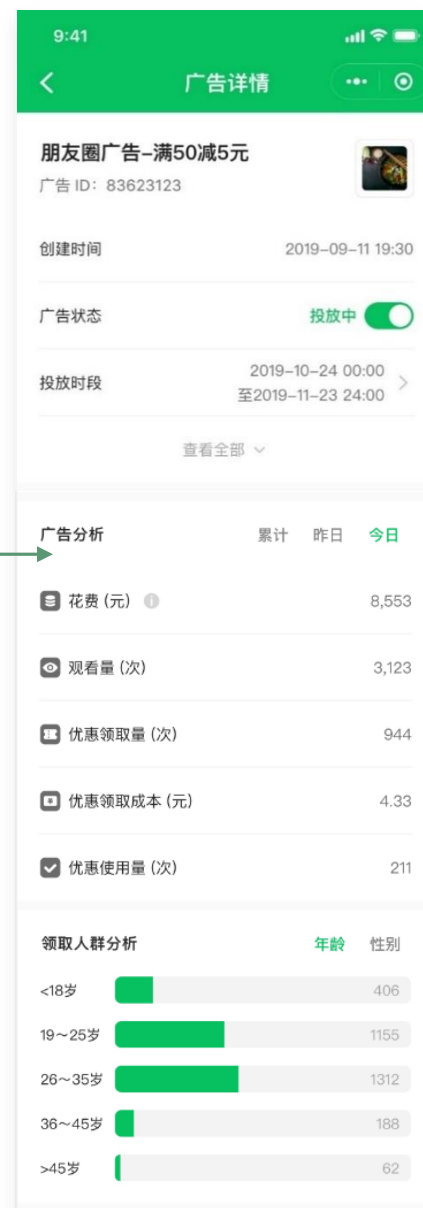 9:41
广告详情
朋友圈广告-满50减5元
广告 ID: 83623123
创建时间 2019-09-11 19:30
广告状态 投放中
投放时段 2019-10-24 00:00
至2019-11-23 24:00
查看全部
广告分析 累计 昨日 今日
花费 (元) 8,553
观看量 (次) 3,123
优惠领取量 (次) 944
优惠领取成本 (元) 4.33
优惠使用量 (次) 211
领取人群分析 年龄 性别
<18岁 406
19~25岁 1155
26~35岁 1312
36~45岁 188
>45岁 62